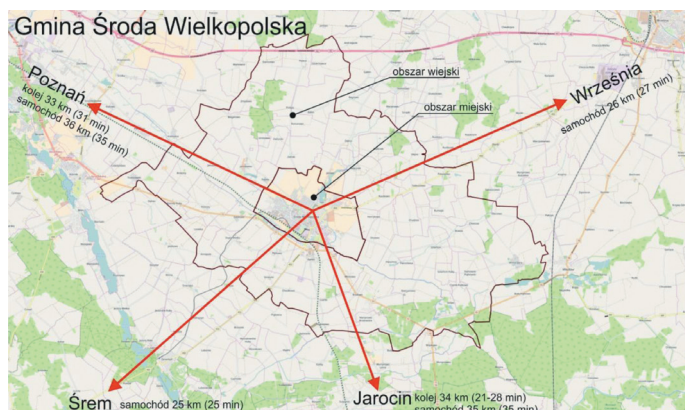 Gmina Środa Wielkopolska
Poznań
kolej 33 km (31 min)
samochód 36 km (35 min)
obszar wiejski
obszar miejski
Września
samochód 26 km (27 min)
Śrem samochód 25 km (25 min)
Jarocin kolej 34 km (21-28 min)
samochód 35 km (35 min)